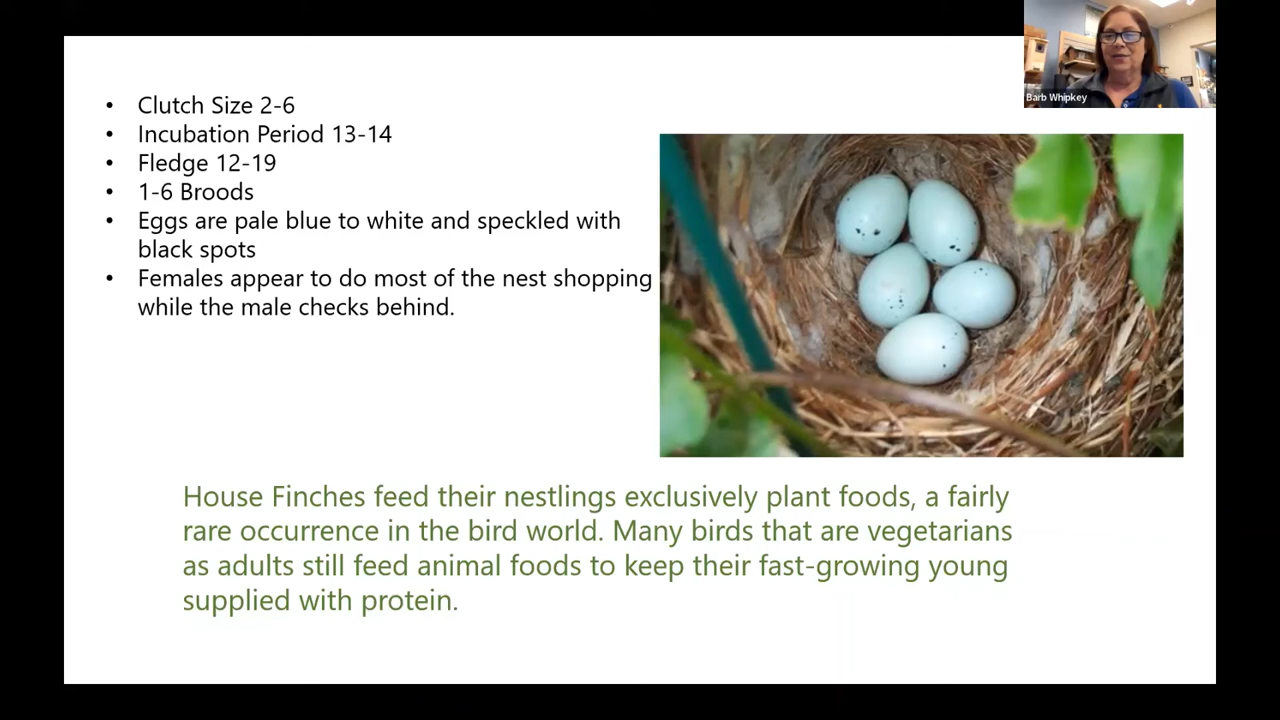 • Clutch Size 2-6
• Incubation Period 13-14
• Fledge 12-19
• 1-6 Broods
• Eggs are pale blue to white and speckled with
black spots
• Females appear to do most of the nest shopping
while the male checks behind.
Barb Whipkey
House Finches feed their nestlings exclusively plant foods, a fairly
rare occurrence in the bird world. Many birds that are vegetarians
as adults still feed animal foods to keep their fast-growing young
supplied with protein.